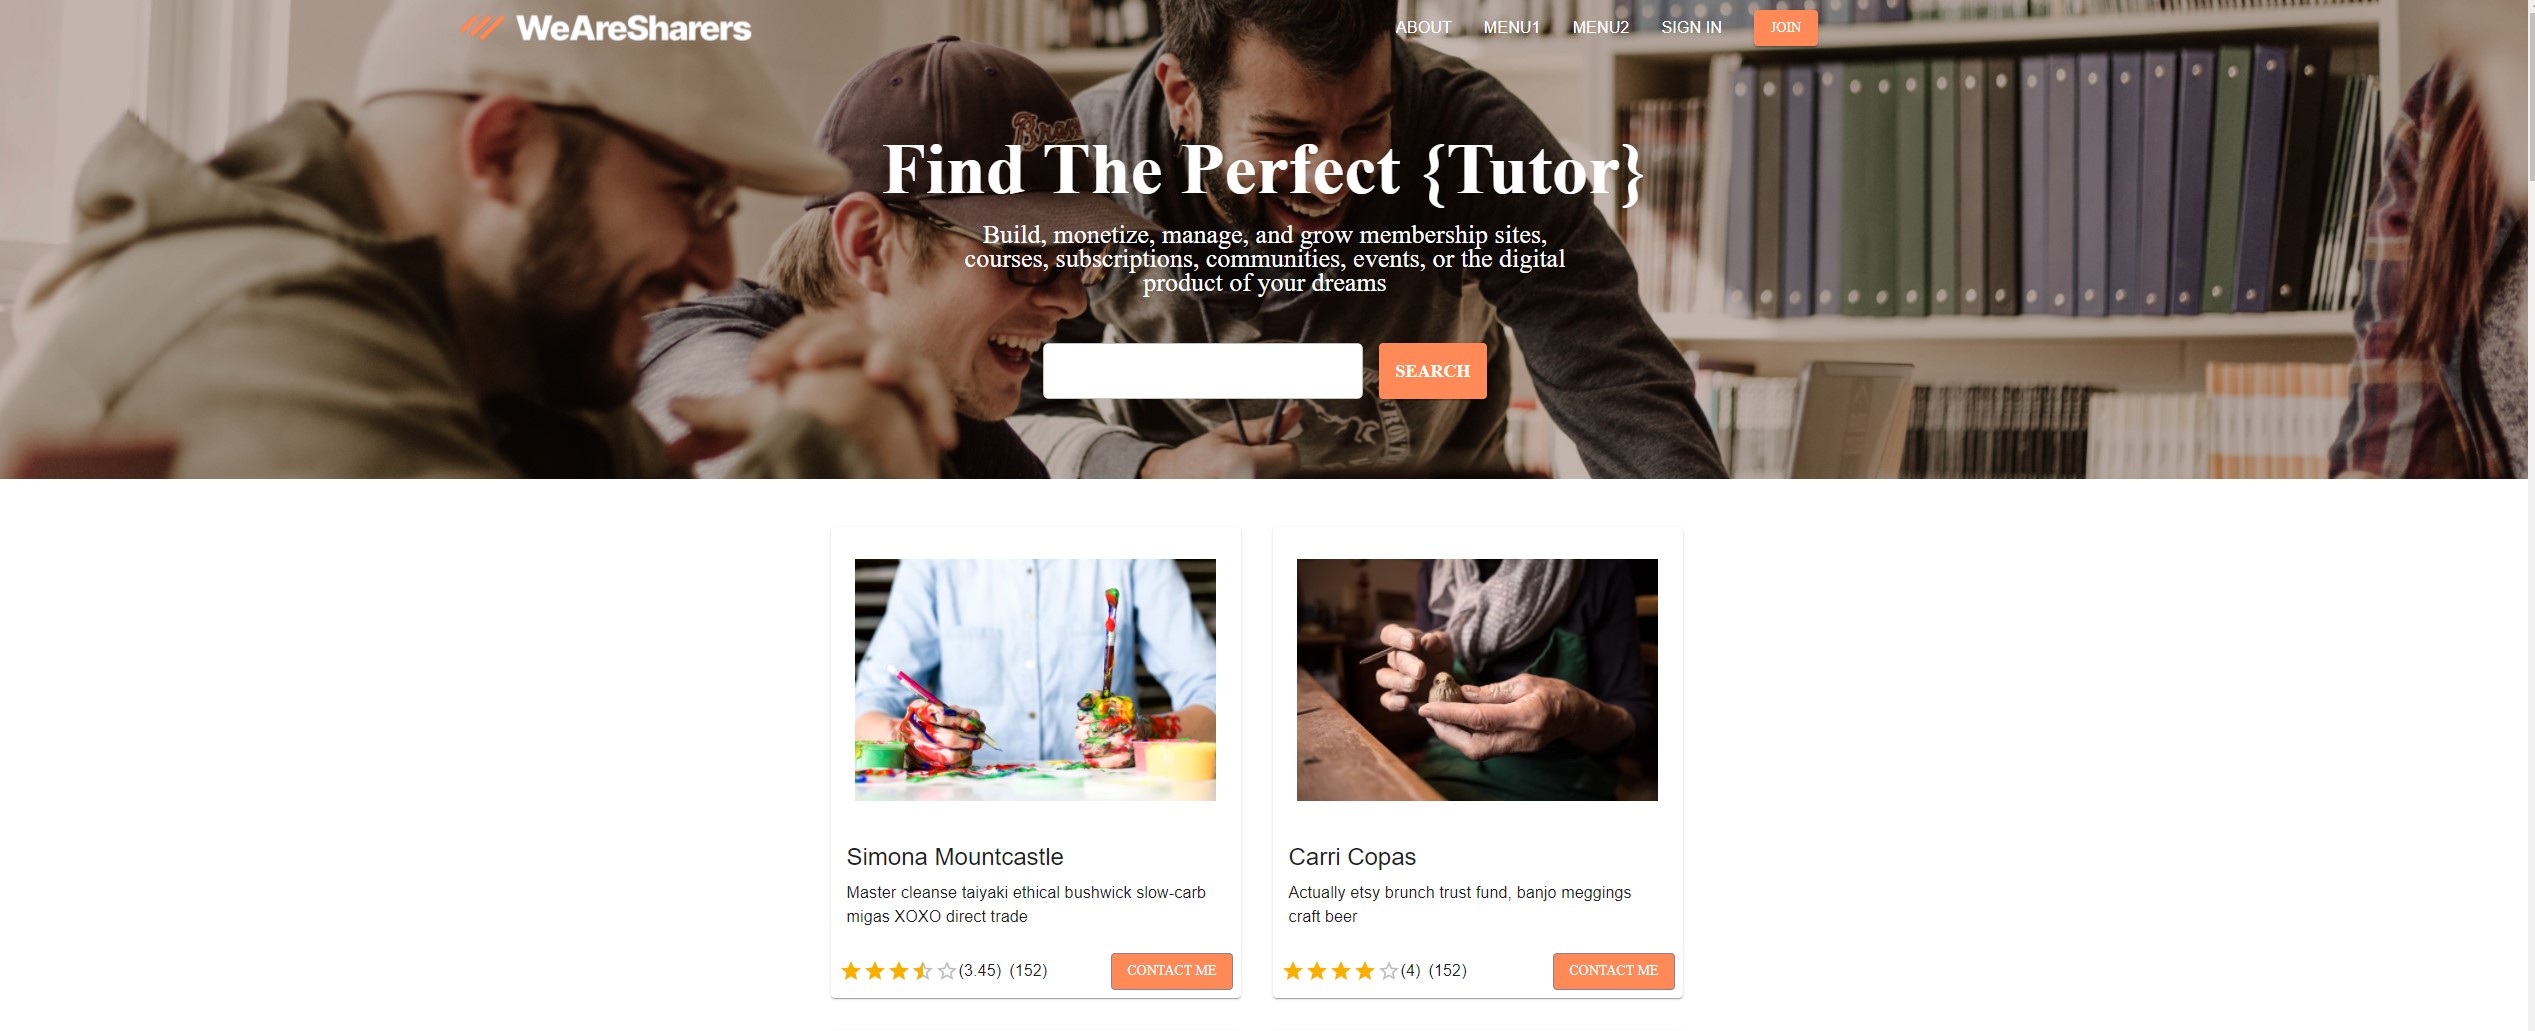 WeAreSharers
ABOUT MENU1 MENU2 SIGN IN JOIN
Find The Perfect {Tutor}
Build, monetize, manage, and grow membership sites,
courses, subscriptions, communities, events, or the digital
product of your dreams
SEARCH
Simona Mountcastle
Master cleanse taiyaki ethical bushwick slow-carb
migas XOXO direct trade
(3.45) (152) CONTACT ME
Carri Copas
Actually etsy brunch trust fund, banjo meggings
craft beer
(4) (152) CONTACT ME